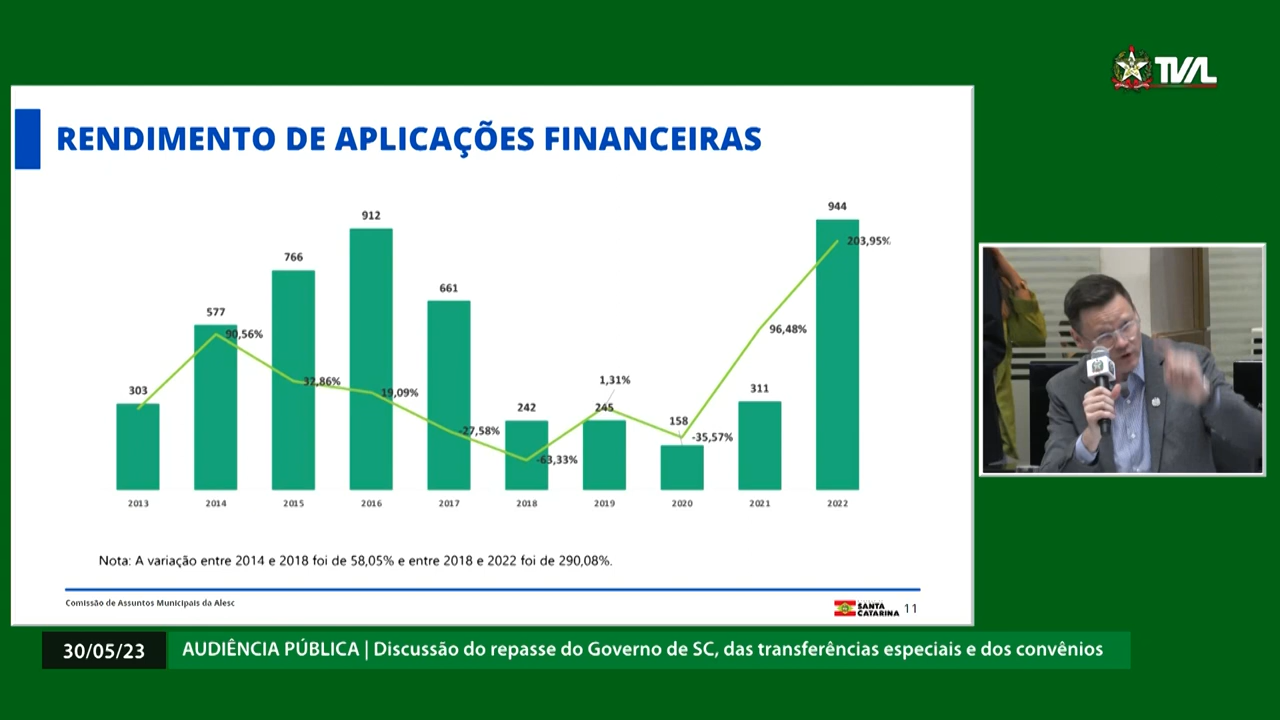 TVAL
RENDIMENTO DE APLICAÇÕES FINANCEIRAS
944
912
203,95%
766
661
577
90,56%
96,48%
303
32,86%
19,09%
1,31%
311
242
245
158
-27,58%
-35,57%
-63,33%
2013 2014 2015 2016 2017 2018 2019 2020 2021 2022
Nota: A variação entre 2014 e 2018 foi de 58,05% e entre 2018 e 2022 foi de 290,08%.
Comissão de Assuntos Municipais da Alesc
SANTA
CATARINA
11
30/05/23
AUDIÊNCIA PÚBLICA | Discussão do repasse do Governo de SC, das transferências especiais e dos convênios